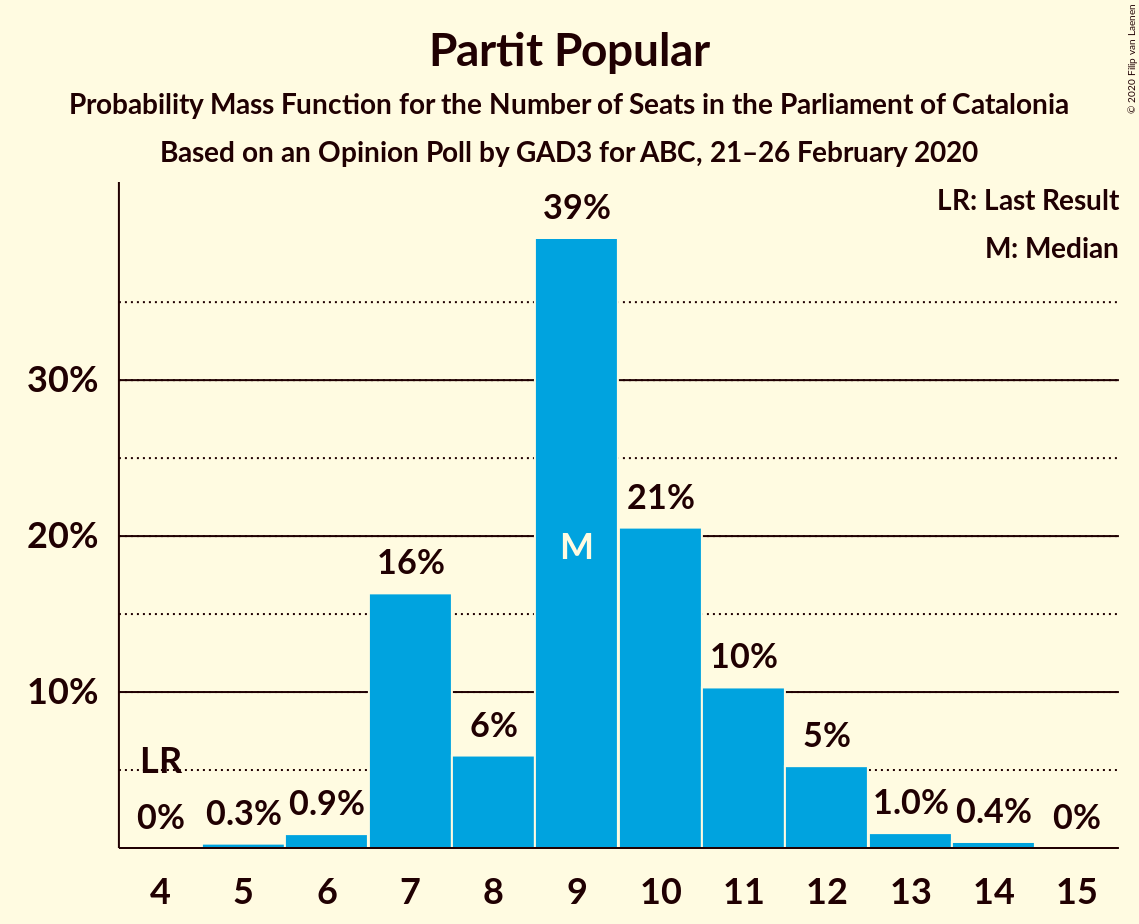 Partit Popular
Probability Mass Function for the Number of Seats in the Parliament of Catalonia
Based on an Opinion Poll by GAD3 for ABC, 21–26 February 2020
© 2020 Filip van Laenen
LR: Last Result
M: Median
39%
30%
21%
20%
M
16%
10%
10%
6%
5%
LR
0%
0.3%
0.9%
1.0%
0.4%
0%
4 5 6 7 8 9 10 11 12 13 14 15